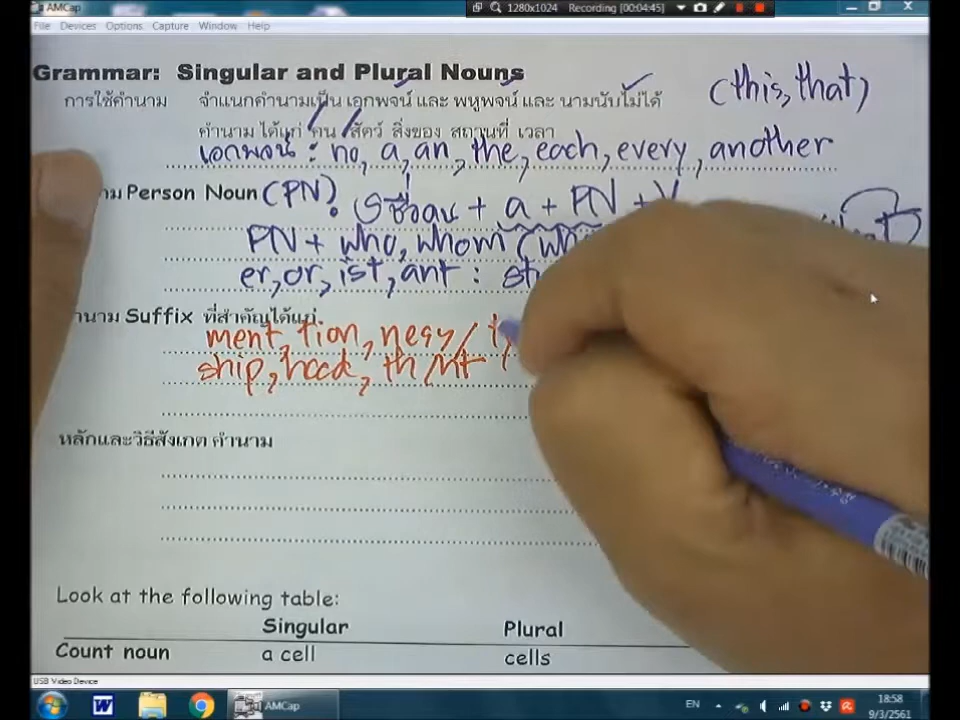 AMCap
1280x1024 Recording [00:04:45]
File Devices Options Capture Window Help
Grammar: Singular and Plural Nouns
(this, that)
การใช้คำนาม จำแนกคำนามเป็น เอกพจน์ และ พหูพจน์ และ นามนับไม่ได้
คำนาม ได้แก่ คน สัตว์ สิ่งของ สถานที่ เวลา
เอกพจน์ : no, a, an, the, each, every, another
Person Noun (PN). + a + PN + V
PN + who, whom
er, or, ist, ant :
Suffix ที่สำคัญได้แก่
ment, tion, ness
ship, hood, th
หลักและวิธีสังเกต คำนาม
Look at the following table:
Singular Plural
Count noun a cell cells
USB Video Device
AMCap
EN
18:58
9/3/2561